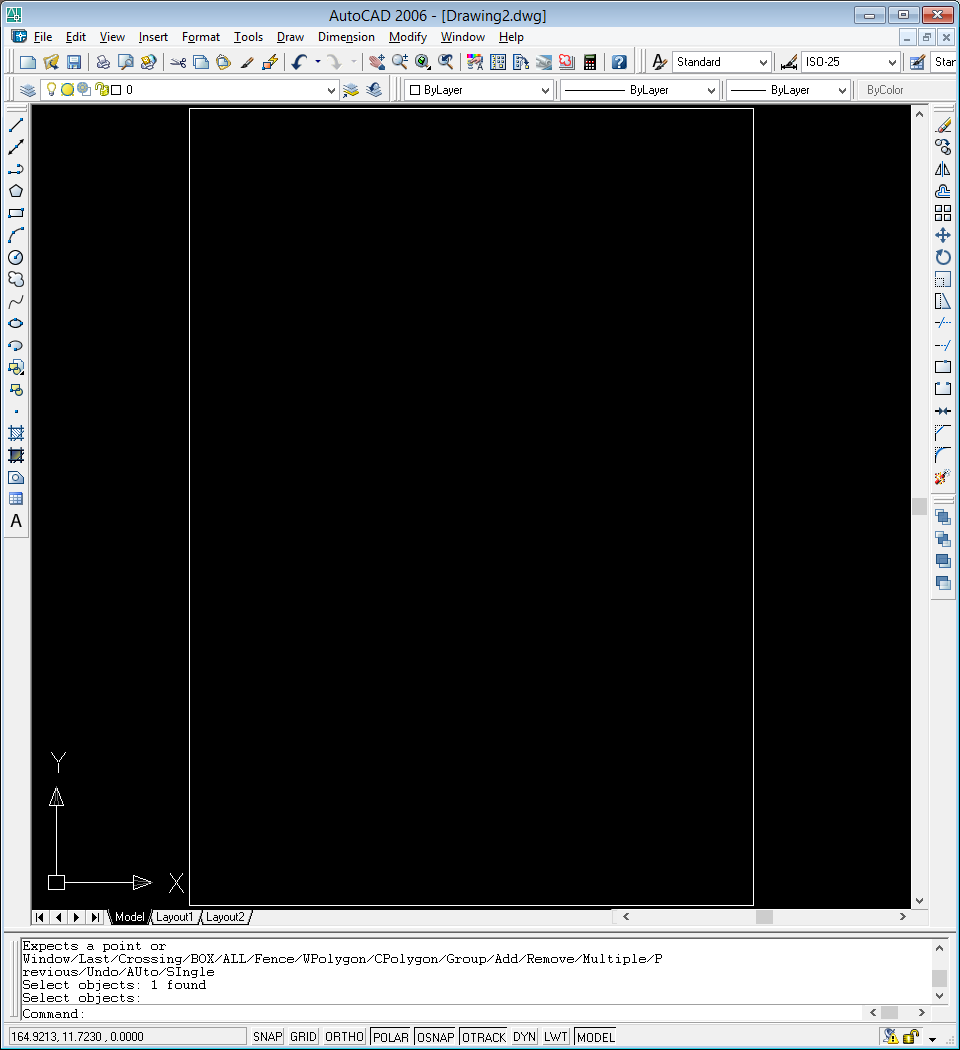 AutoCAD 2006 - [Drawing2.dwg]
File Edit View Insert Format Tools Draw Dimension Modify Window Help
Standard ISO-25 Star
0 ByLayer ByLayer ByLayer ByColor
Y
X
Model Layout1 Layout2
Expects a point or
Window/Last/Crossing/BOX/ALL/Fence/WPolygon/CPolygon/Group/Add/Remove/Multiple/P
revious/Undo/AUto/SIngle
Select objects: 1 found
Select objects:
Command:
164.9213, 11.7230 , 0.0000 SNAP GRID ORTHO POLAR OSNAP OTRACK DYN LWT MODEL